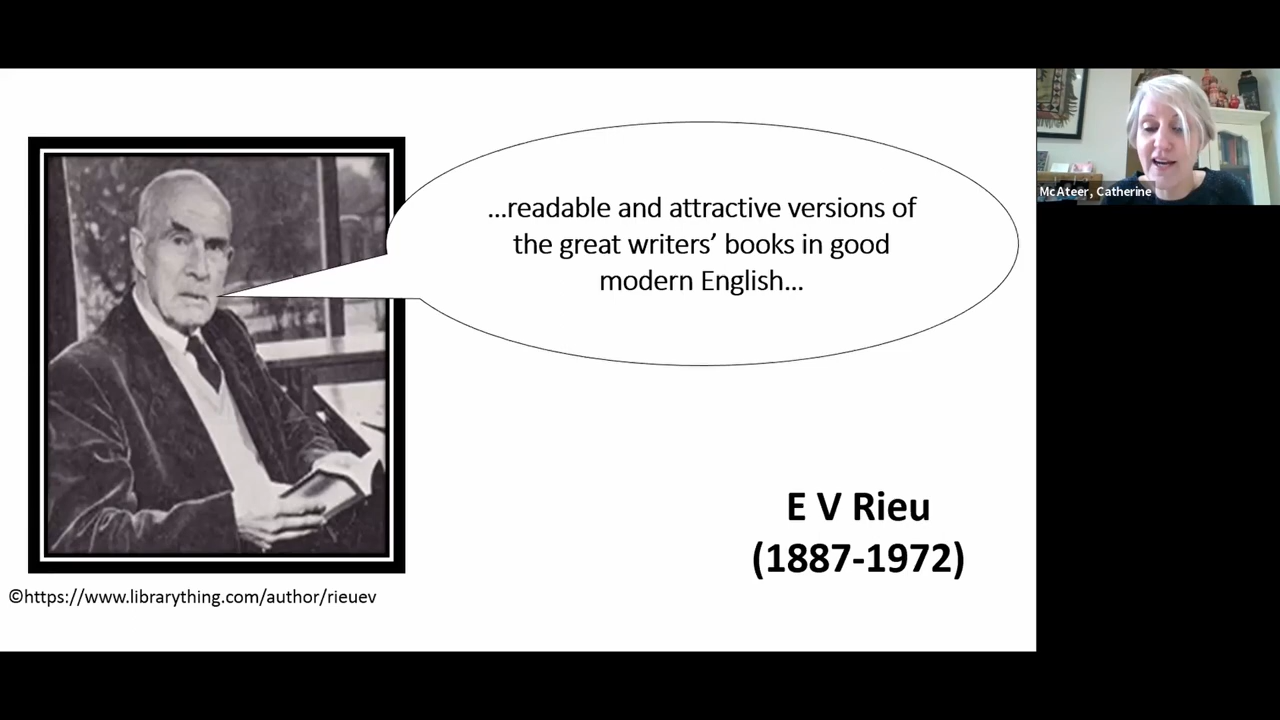 …readable and attractive versions of
the great writers’ books in good
modern English…
E V Rieu
(1887-1972)
©https://www.librarything.com/author/rieuev
McAteer, Catherine